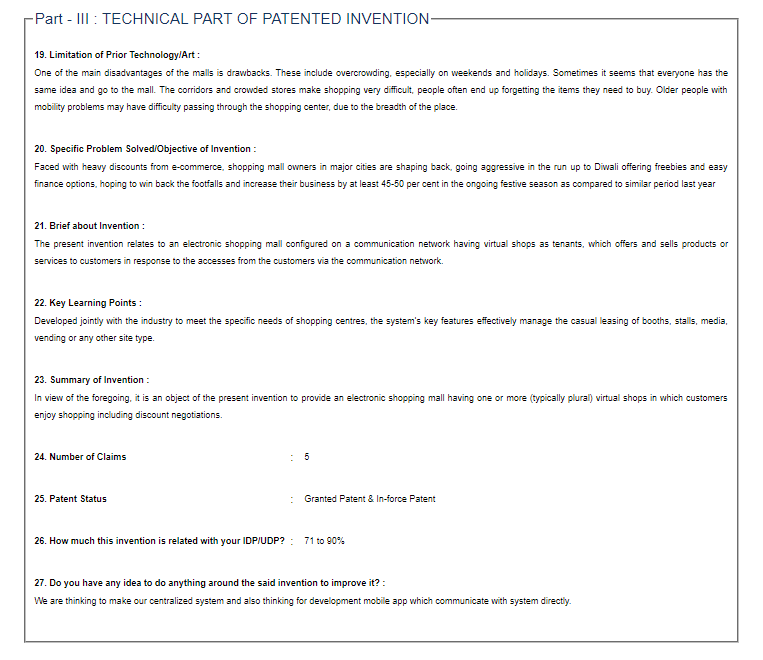 Part - III : TECHNICAL PART OF PATENTED INVENTION
19. Limitation of Prior Technology/Art :
One of the main disadvantages of the malls is drawbacks. These include overcrowding, especially on weekends and holidays. Sometimes it seems that everyone has the
same idea and go to the mall. The corridors and crowded stores make shopping very difficult, people often end up forgetting the items they need to buy. Older people with
mobility problems may have difficulty passing through the shopping center, due to the breadth of the place.
20. Specific Problem Solved/Objective of Invention :
Faced with heavy discounts from e-commerce, shopping mall owners in major cities are shaping back, going aggressive in the run up to Diwali offering freebies and easy
finance options, hoping to win back the footfalls and increase their business by at least 45-50 per cent in the ongoing festive season as compared to similar period last year
21. Brief about Invention :
The present invention relates to an electronic shopping mall configured on a communication network having virtual shops as tenants, which offers and sells products or
services to customers in response to the accesses from the customers via the communication network.
22. Key Learning Points :
Developed jointly with the industry to meet the specific needs of shopping centres, the system's key features effectively manage the casual leasing of booths, stalls, media,
vending or any other site type.
23. Summary of Invention :
In view of the foregoing, it is an object of the present invention to provide an electronic shopping mall having one or more (typically plural) virtual shops in which customers
enjoy shopping including discount negotiations.
24. Number of Claims : 5
25. Patent Status : Granted Patent & In-force Patent
26. How much this invention is related with your IDP/UDP? : 71 to 90%
27. Do you have any idea to do anything around the said invention to improve it? :
We are thinking to make our centralized system and also thinking for development mobile app which communicate with system directly.